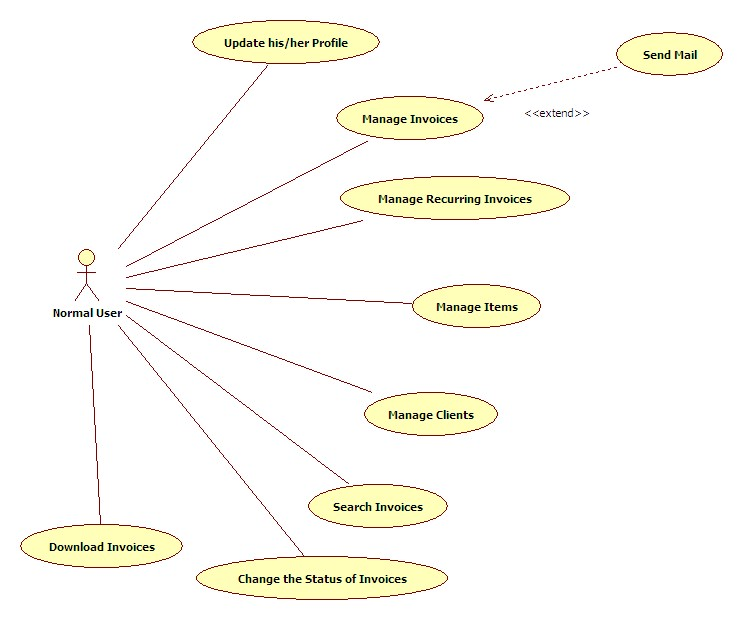 Update his/her Profile
Send Mail
Manage Invoices
<<extend>>
Manage Recurring Invoices
Manage Items
Normal User
Manage Clients
Search Invoices
Download Invoices
Change the Status of Invoices